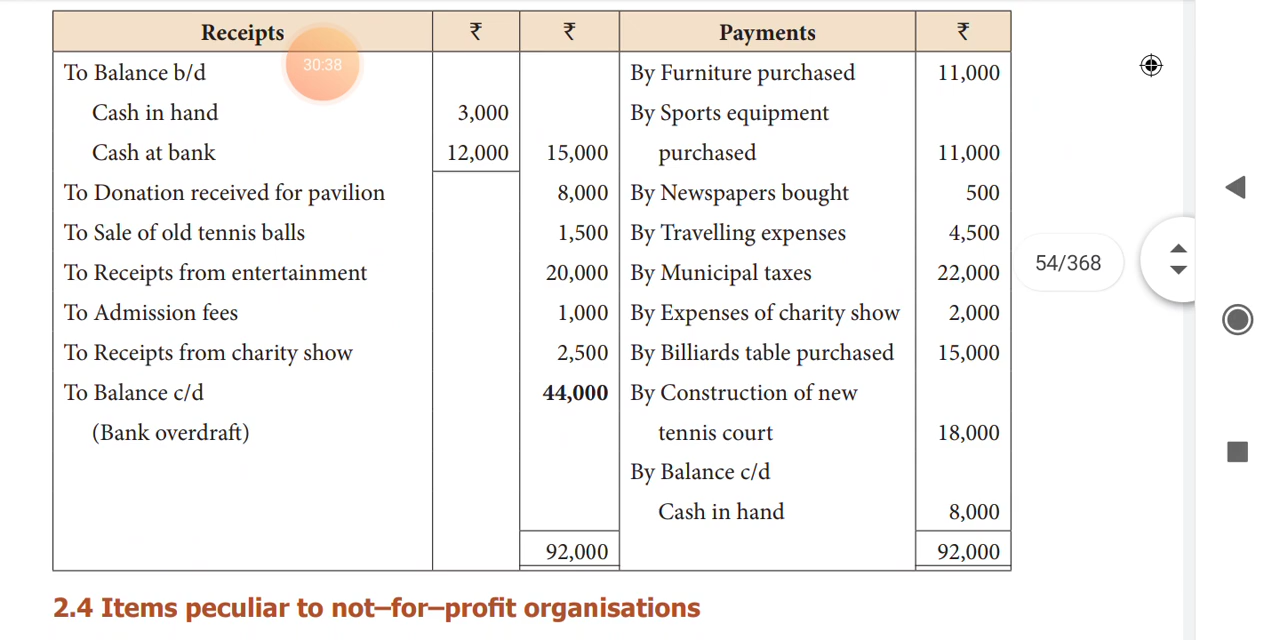 Receipts ₹ ₹ Payments ₹
30:38
To Balance b/d By Furniture purchased 11,000
Cash in hand 3,000 By Sports equipment
Cash at bank 12,000 15,000 purchased 11,000
To Donation received for pavilion 8,000 By Newspapers bought 500
To Sale of old tennis balls 1,500 By Travelling expenses 4,500
54/368
To Receipts from entertainment 20,000 By Municipal taxes 22,000
To Admission fees 1,000 By Expenses of charity show 2,000
To Receipts from charity show 2,500 By Billiards table purchased 15,000
To Balance c/d 44,000 By Construction of new
(Bank overdraft) tennis court 18,000
By Balance c/d
Cash in hand 8,000
92,000 92,000
2.4 Items peculiar to not–for–profit organisations